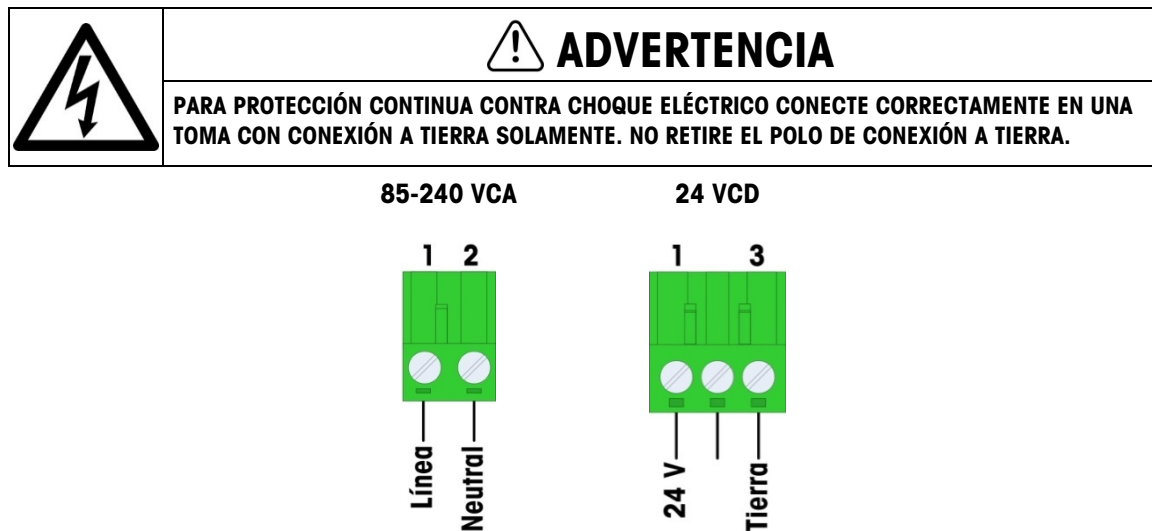 ADVERTENCIA
PARA PROTECCIÓN CONTINUA CONTRA CHOQUE ELÉCTRICO CONECTE CORRECTAMENTE EN UNA
TOMA CON CONEXIÓN A TIERRA SOLAMENTE. NO RETIRE EL POLO DE CONEXIÓN A TIERRA.
85-240 VCA
24 VCD
1 2
1 3
Línea
Neutral
24 V
Tierra